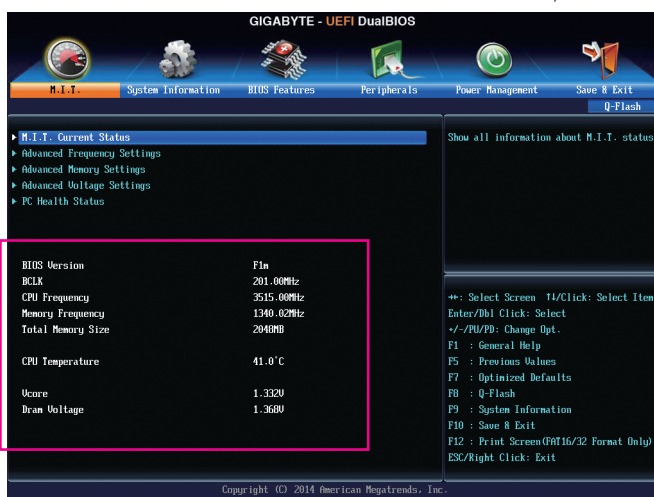 GIGABYTE - UEFI DualBIOS
M.I.T. System Information BIOS Features Peripherals Power Management Save & Exit
Q-Flash
M.I.T. Current Status
Advanced Frequency Settings
Advanced Memory Settings
Advanced Voltage Settings
PC Health Status
Show all information about M.I.T. status
BIOS Version F1m
BCLK 201.00MHz
CPU Frequency 3515.00MHz
Memory Frequency 1340.02MHz
Total Memory Size 2048MB
CPU Temperature 41.0°C
Vcore 1.332V
Dram Voltage 1.368V
→←: Select Screen ↑↓/Click: Select Item
Enter/Dbl Click: Select
+/-/PU/PD: Change Opt.
F1 : General Help
F5 : Previous Values
F7 : Optimized Defaults
F8 : Q-Flash
F9 : System Information
F10 : Save & Exit
F12 : Print Screen(FAT16/32 Format Only)
ESC/Right Click: Exit
Copyright (C) 2014 American Megatrends, Inc.